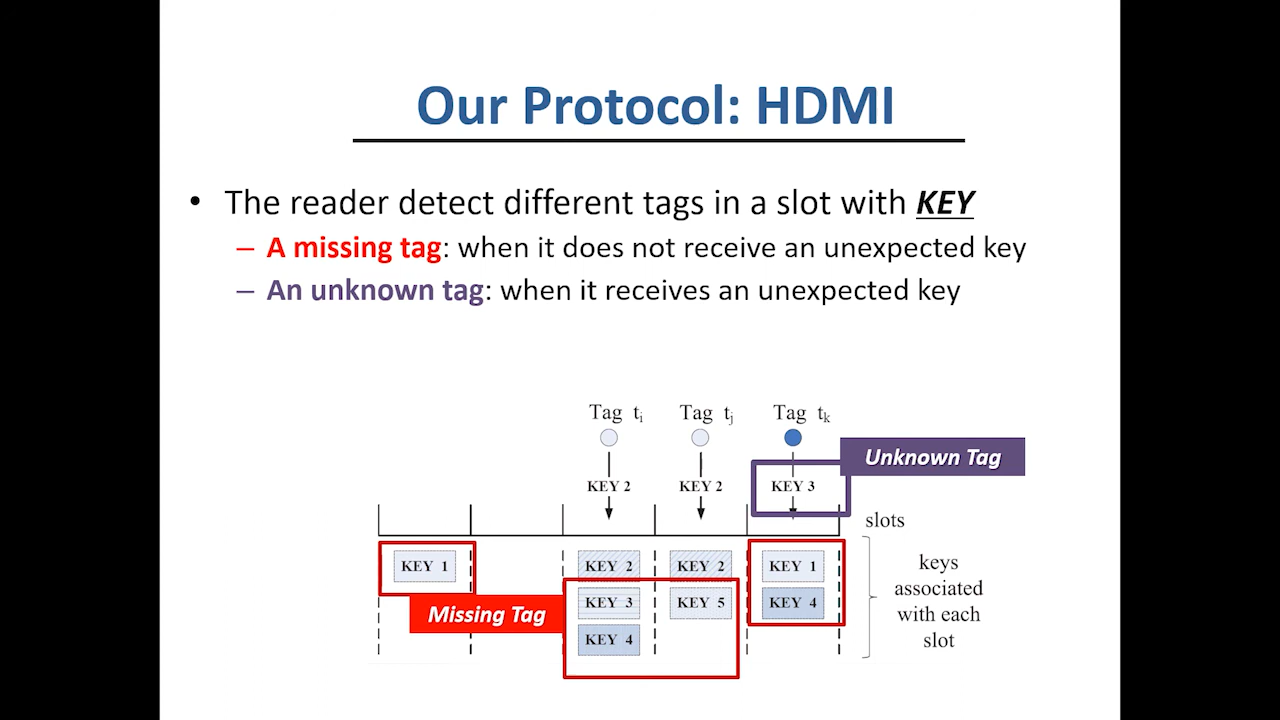 Our Protocol: HDMI
• The reader detect different tags in a slot with KEY
– A missing tag: when it does not receive an unexpected key
– An unknown tag: when it receives an unexpected key
Tag ti Tag tj Tag tk
Unknown Tag
KEY 2 KEY 2 KEY 3
slots
KEY 1 KEY 2 KEY 2 KEY 1
keys
associated
with each
slot
Missing Tag
KEY 3 KEY 5 KEY 4
KEY 4